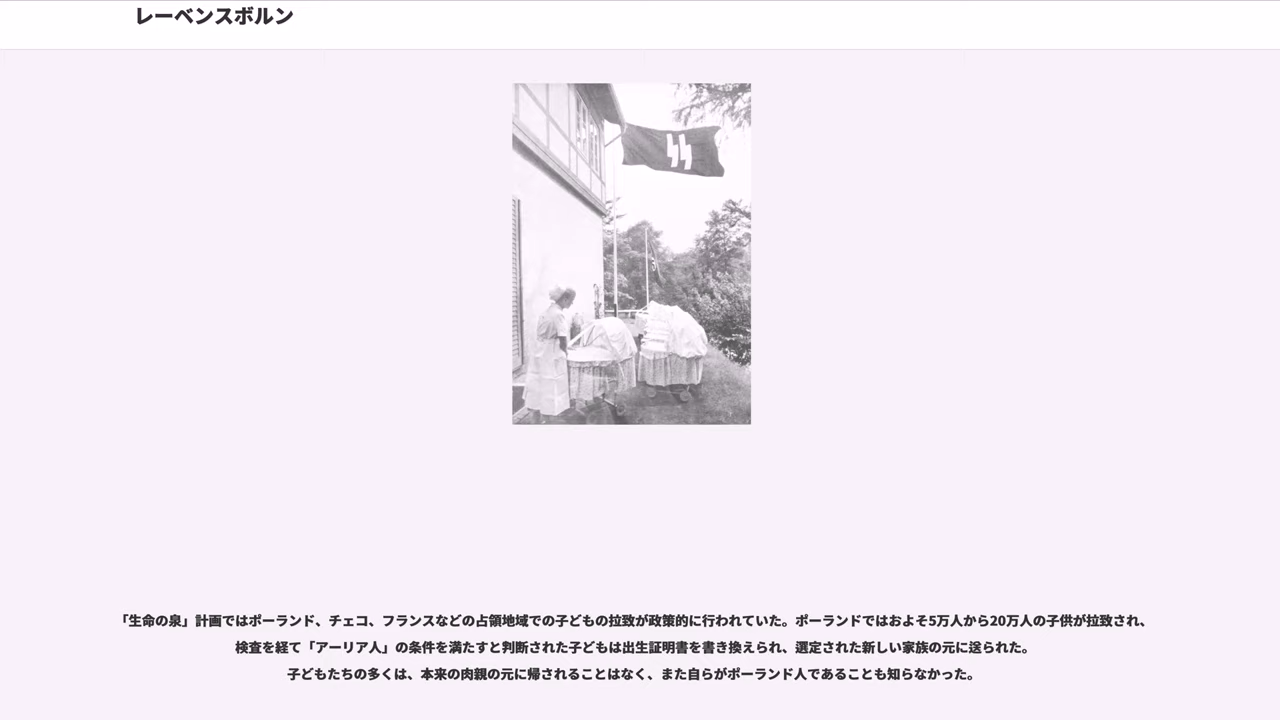 レーベンスボルン
「生命の泉」計画ではポーランド、チェコ、フランスなどの占領地域での子どもの拉致が政策的に行われていた。ポーランドではおよそ5万人から20万人の子供が拉致され、
検査を経て「アーリア人」の条件を満たすと判断された子どもは出生証明書を書き換えられ、選定された新しい家族の元に送られた。
子どもたちの多くは、本来の肉親の元に帰されることはなく、また自らがポーランド人であることも知らなかった。